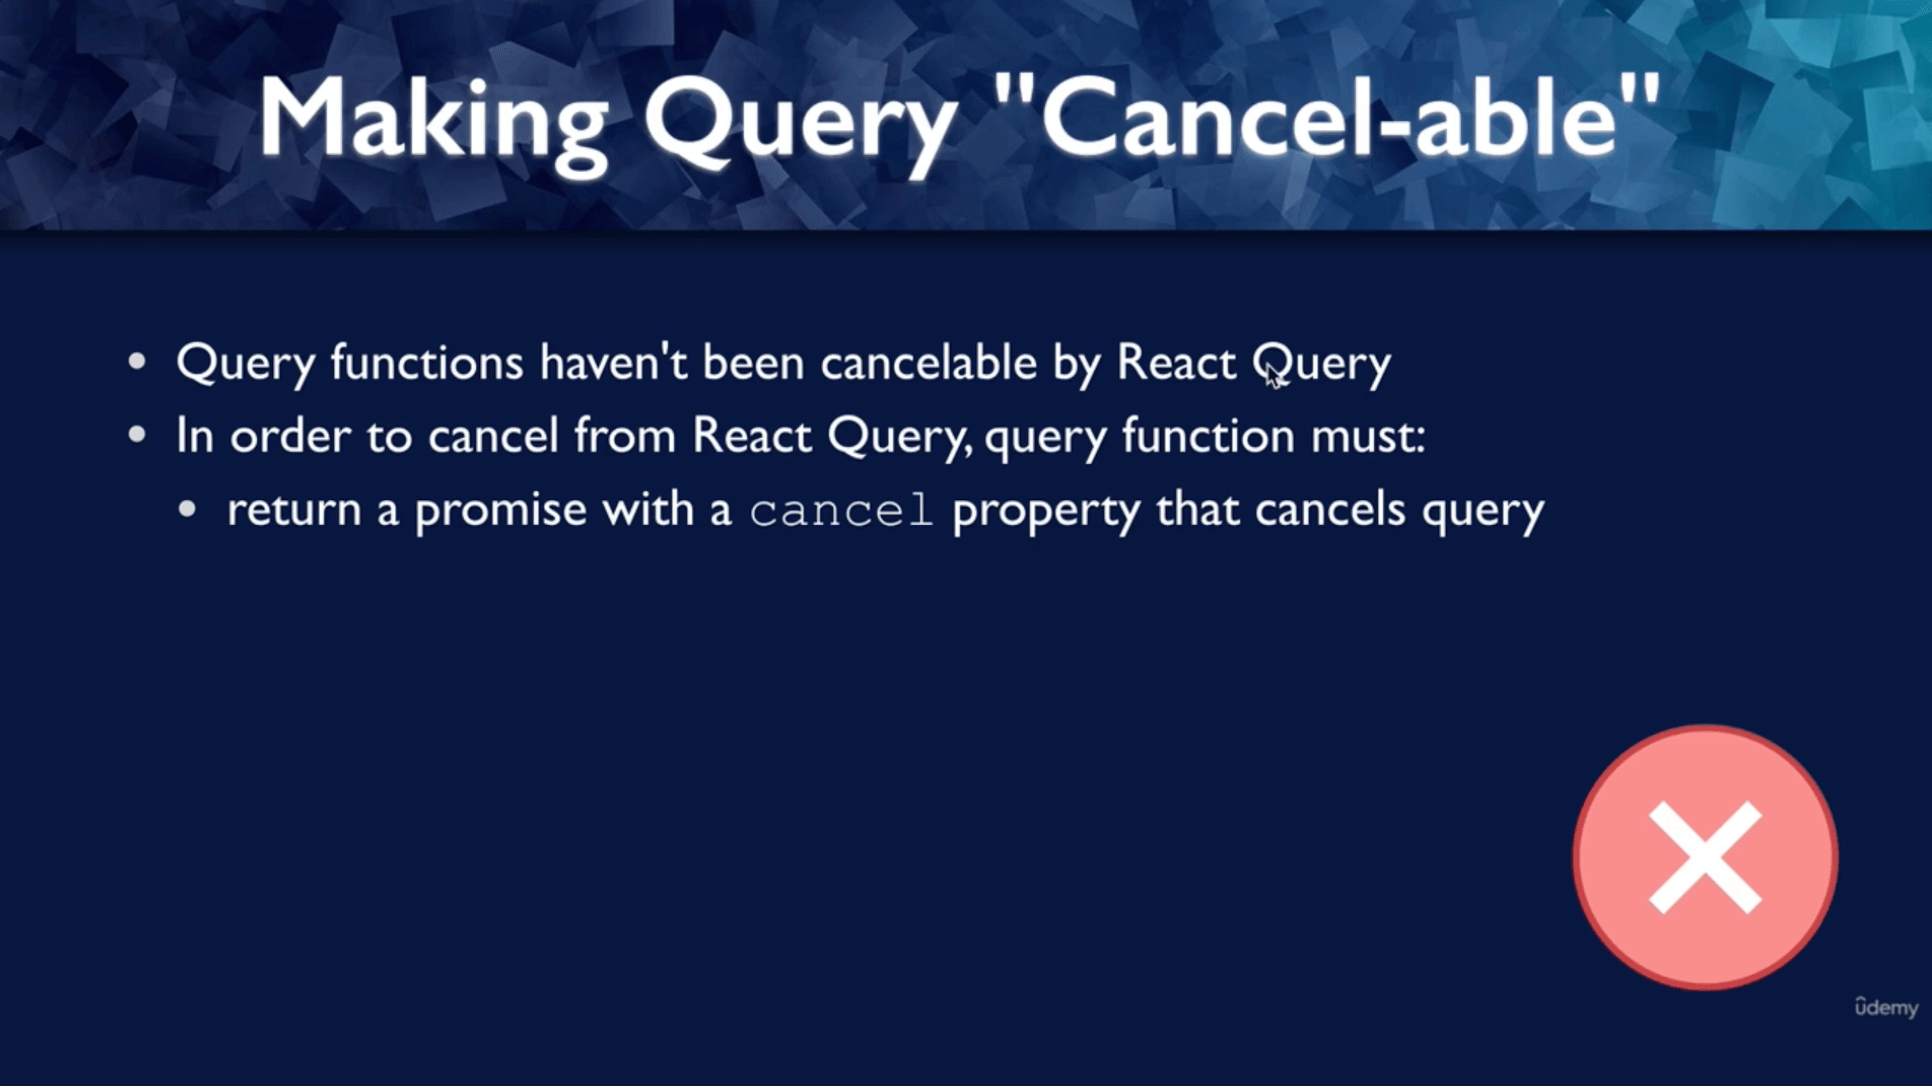 Making Query "Cancel-able"
• Query functions haven't been cancelable by React Query
• In order to cancel from React Query, query function must:
• return a promise with a cancel property that cancels query
ûdemy